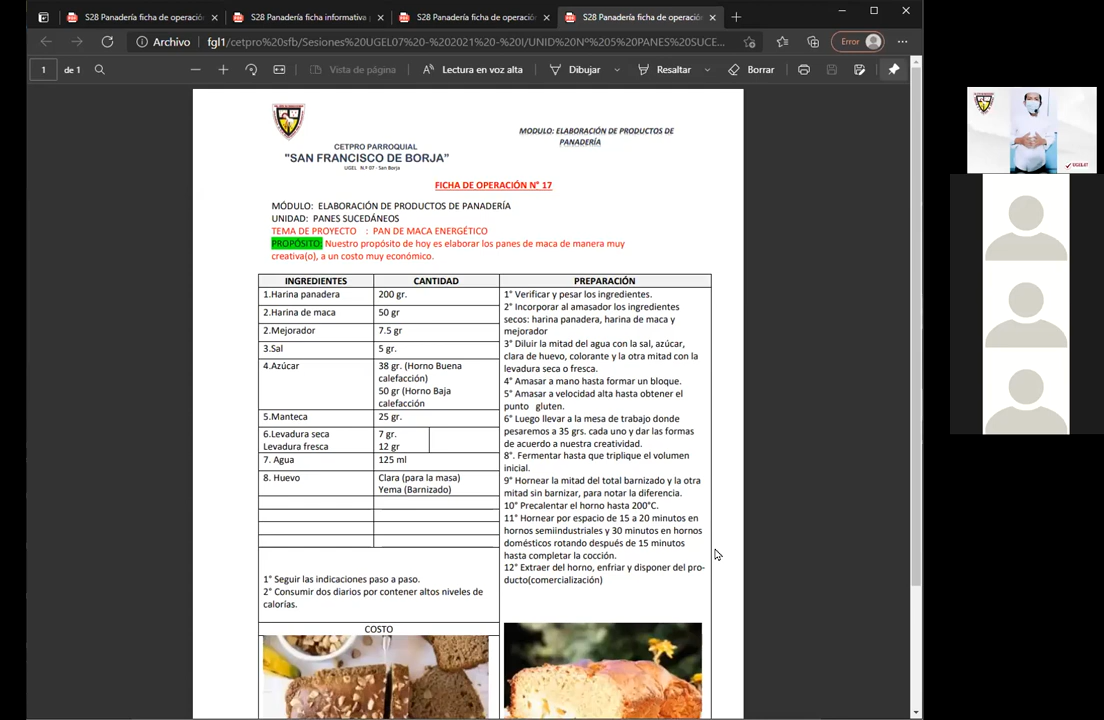 S28 Panadería ficha de operació
S28 Panadería ficha informativa
S28 Panadería ficha de operació
S28 Panadería ficha de operació
Archivo
fgl1/cetpro%20sfb/Sesiones%20UGEL07%20-%202021%20-%20I/UNID%20Nº%205%20PANES%20SUCE...
Error
1
de 1
Vista de página
Lectura en voz alta
Dibujar
Resaltar
Borrar
CETPRO PARROQUIAL
"SAN FRANCISCO DE BORJA"
UGEL N.º 07 - San Borja
MODULO: ELABORACIÓN DE PRODUCTOS DE
PANADERÍA
FICHA DE OPERACIÓN N° 17
MÓDULO: ELABORACIÓN DE PRODUCTOS DE PANADERÍA
UNIDAD: PANES SUCEDÁNEOS
TEMA DE PROYECTO : PAN DE MACA ENERGÉTICO
PROPÓSITO: Nuestro propósito de hoy es elaborar los panes de maca de manera muy
creativa(o), a un costo muy económico.
INGREDIENTES
CANTIDAD
1.Harina panadera
200 gr.
2.Harina de maca
50 gr
2.Mejorador
7.5 gr
3.Sal
5 gr.
4.Azúcar
38 gr. (Horno Buena
calefacción)
50 gr (Horno Baja
calefacción
5.Manteca
25 gr.
6.Levadura seca
7 gr.
Levadura fresca
12 gr
7. Agua
125 ml
8. Huevo
Clara (para la masa)
Yema (Barnizado)
1° Seguir las indicaciones paso a paso.
2° Consumir dos diarios por contener altos niveles de
calorías.
COSTO
PREPARACIÓN
1° Verificar y pesar los ingredientes.
2° Incorporar al amasador los ingredientes
secos: harina panadera, harina de maca y
mejorador
3° Diluir la mitad del agua con la sal, azúcar,
clara de huevo, colorante y la otra mitad con la
levadura seca o fresca.
4° Amasar a mano hasta formar un bloque.
5° Amasar a velocidad alta hasta obtener el
punto gluten.
6° Luego llevar a la mesa de trabajo donde
pesaremos a 35 grs. cada uno y dar las formas
de acuerdo a nuestra creatividad.
8°. Fermentar hasta que triplique el volumen
inicial.
9° Hornear la mitad del total barnizado y la otra
mitad sin barnizar, para notar la diferencia.
10° Precalentar el horno hasta 200°C.
11° Hornear por espacio de 15 a 20 minutos en
hornos semiindustriales y 30 minutos en hornos
domésticos rotando después de 15 minutos
hasta completar la cocción.
12° Extraer del horno, enfriar y disponer del pro-
ducto(comercialización)
UGEL 07